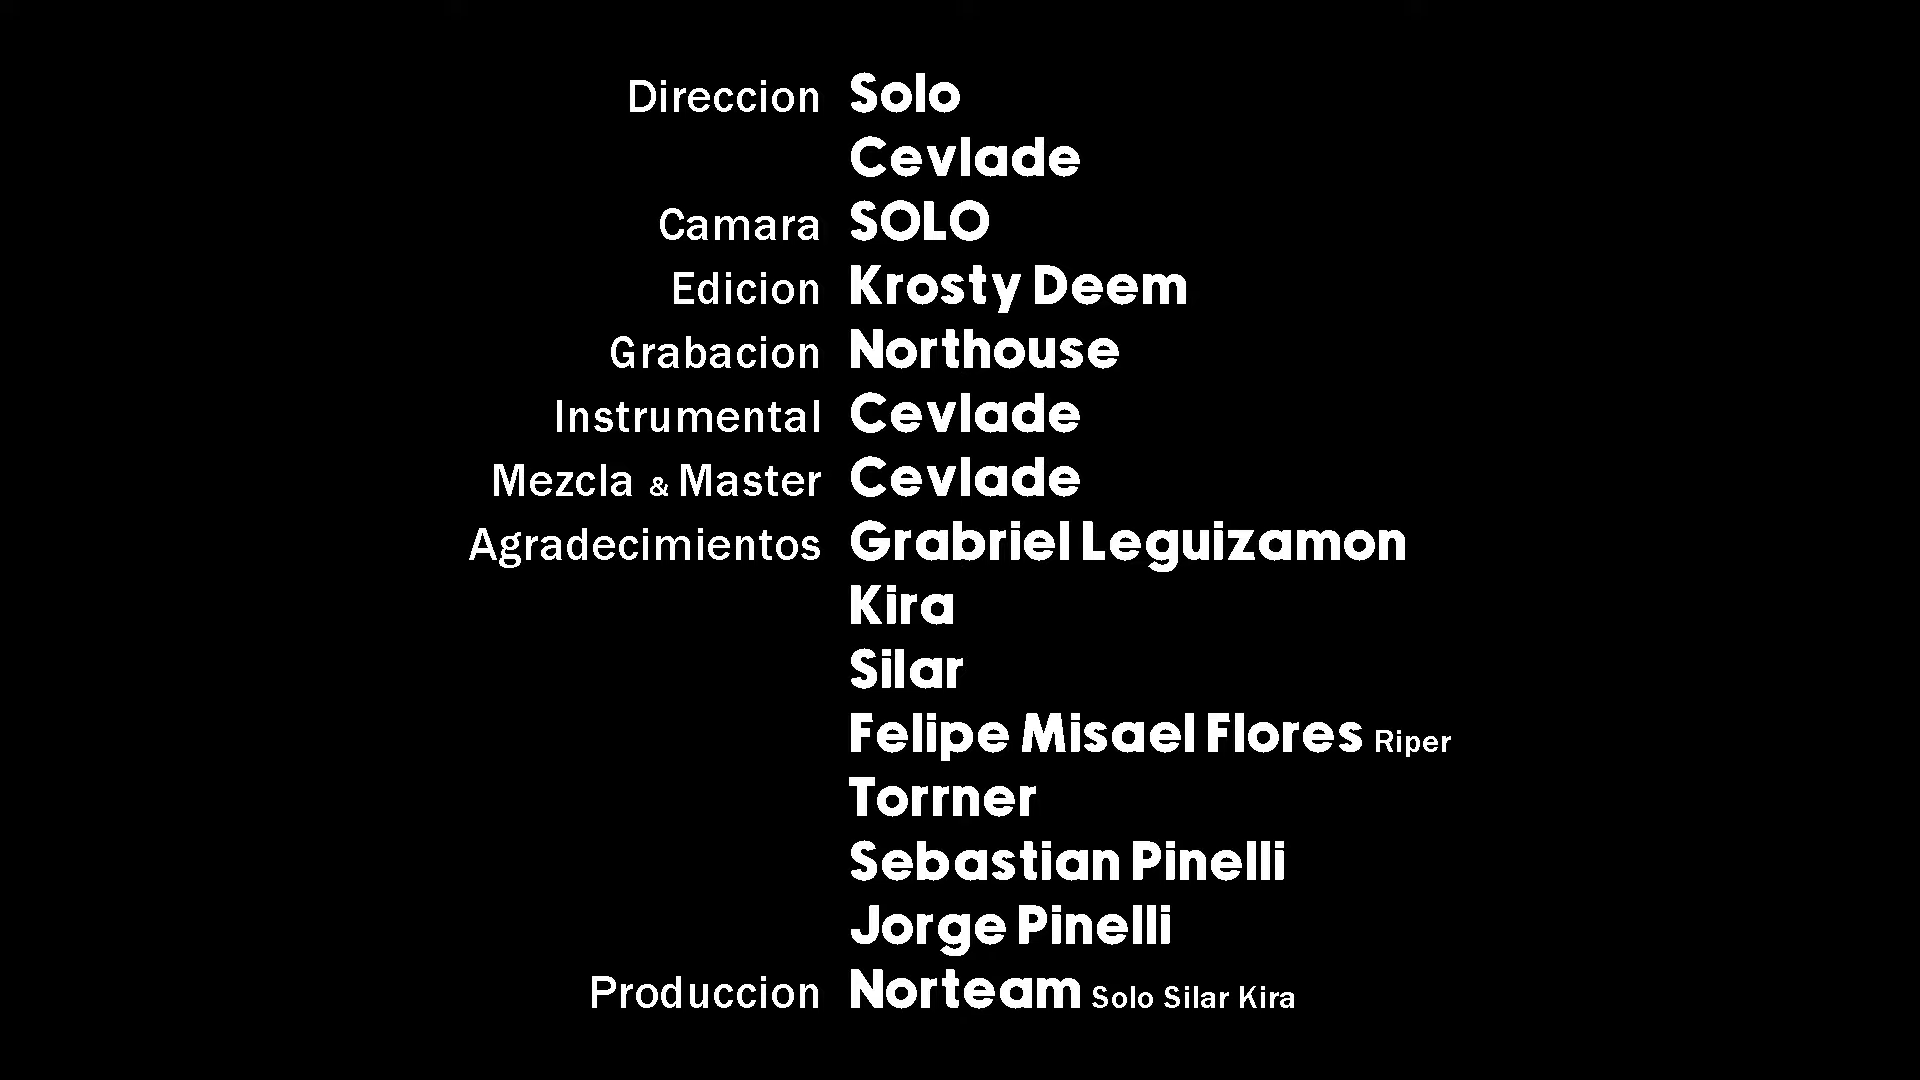 Direccion Solo
Cevlade
Camara SOLO
Edicion Krosty Deem
Grabacion Northouse
Instrumental Cevlade
Mezcla & Master Cevlade
Agradecimientos Grabriel Leguizamon
Kira
Silar
Felipe Misael Flores Riper
Torrner
Sebastian Pinelli
Jorge Pinelli
Produccion Norteam Solo Silar Kira